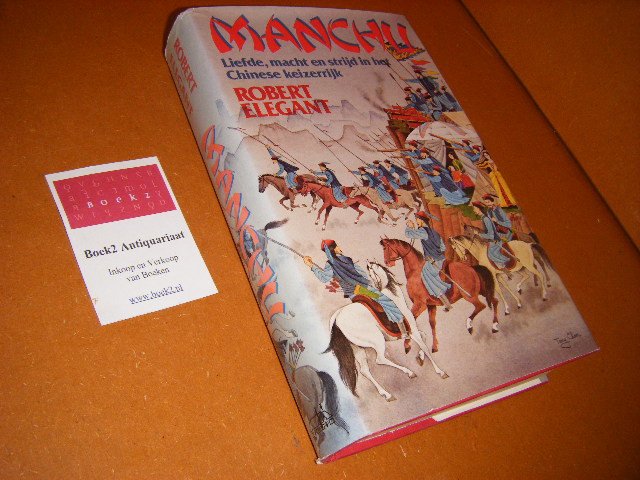 MANCHU
Liefde, macht en strijd in het
Chinese keizerrijk
ROBERT
ELEGANT
ROBERT
ELEGANT
MANCHU
BOEK2
Boek2 Antiquariaat
Inkoop en Verkoop
van Boeken
www.boek2.nl